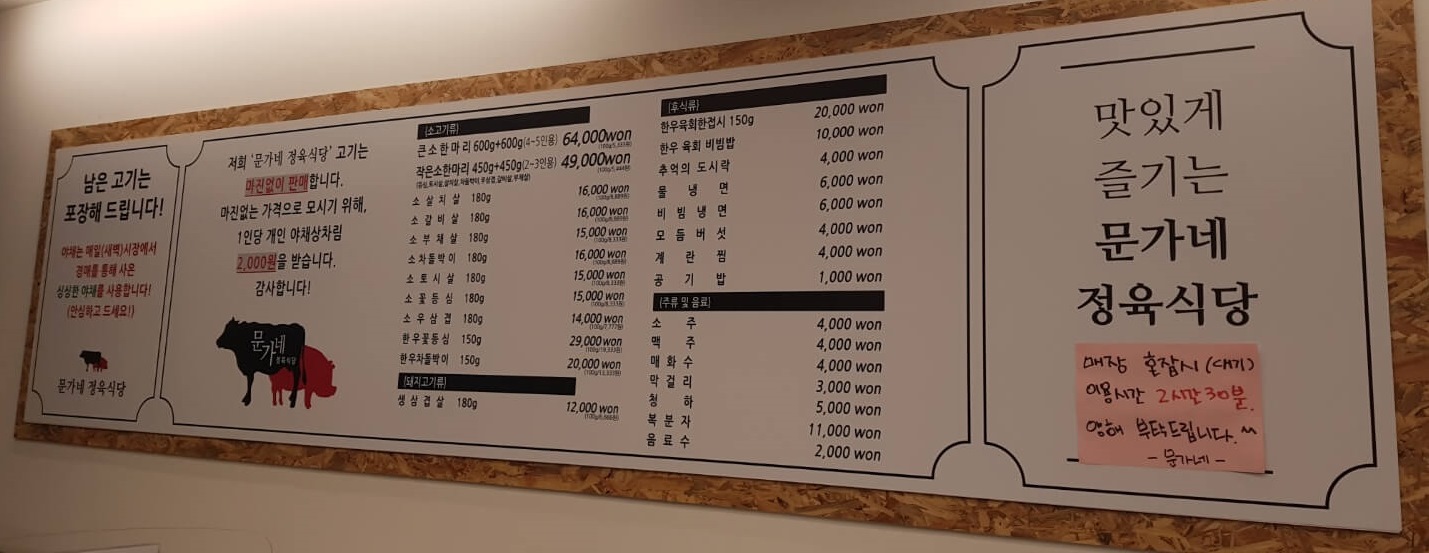 남은 고기는
포장해 드립니다!
야채는 매일(새벽)시장에서
경매를 통해 사온
싱싱한 야채를 사용합니다!
(안심하고 드세요!)
문가네 정육식당
저희 '문가네 정육식당' 고기는
마진없이 판매합니다.
마진없는 가격으로 모시기 위해,
1인당 개인 야채상차림
2,000원을 받습니다.
감사합니다!
문가네
정육식당
(소고기류)
큰소한마리 600g+600g(4~5인용) 64,000won
작은소한마리 450g+450g(2~3인용) 49,000won
소살치살 180g 16,000 won
소갈비살 180g 16,000 won
소부채살 180g 15,000 won
소차돌박이 180g 16,000 won
소토시살 180g 15,000 won
소꽃등심 180g 15,000 won
소우삼겹 180g 14,000 won
한우꽃등심 150g 29,000 won
한우차돌박이 150g 20,000 won
(돼지고기류)
생삼겹살 180g 12,000 won
(후식류)
한우육회한접시 150g 20,000 won
한우 육회 비빔밥 10,000 won
추억의 도시락 4,000 won
물냉면 6,000 won
비빔냉면 6,000 won
모듬버섯 4,000 won
계란찜 4,000 won
공기밥 1,000 won
(주류 및 음료)
소주 4,000 won
맥주 4,000 won
매화수 4,000 won
막걸리 3,000 won
청하 5,000 won
복분자 11,000 won
음료수 2,000 won
맛있게
즐기는
문가네
정육식당
매장 혼잡시 (대기)
이용시간 2시간 30분.
양해 부탁드립니다.^^
- 문가네 -